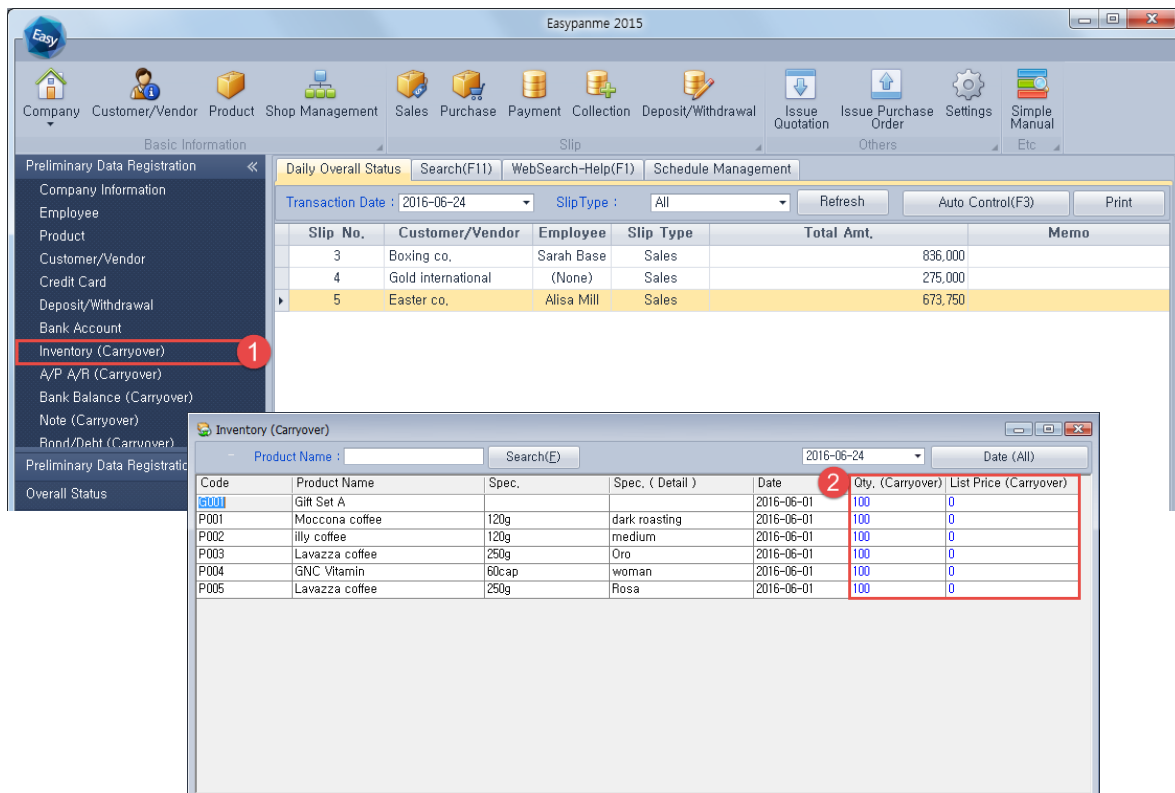 Easypanme 2015
Easy
Company Customer/Vendor Product Shop Management Sales Purchase Payment Collection Deposit/Withdrawal Issue Quotation Issue Purchase Order Settings Simple Manual
Basic Information Slip Others Etc
Preliminary Data Registration
Company Information
Employee
Product
Customer/Vendor
Credit Card
Deposit/Withdrawal
Bank Account
Inventory (Carryover) 1
A/P A/R (Carryover)
Bank Balance (Carryover)
Note (Carryover)
Bond/Debt (Carryover)
Preliminary Data Registratio
Overall Status
Daily Overall Status Search(F11) WebSearch-Help(F1) Schedule Management
Transaction Date : 2016-06-24 SlipType : All Refresh Auto Control(F3) Print
Slip No. Customer/Vendor Employee Slip Type Total Amt. Memo
3 Boxing co. Sarah Base Sales 836,000
4 Gold international (None) Sales 275,000
5 Easter co. Alisa Mill Sales 673,750
Inventory (Carryover)
Product Name : Search(F) 2016-06-24 Date (All)
Code Product Name Spec. Spec. ( Detail ) Date 2 Qty. (Carryover) List Price (Carryover)
G001 Gift Set A 2016-06-01 100 0
P001 Moccona coffee 120g dark roasting 2016-06-01 100 0
P002 illy coffee 120g medium 2016-06-01 100 0
P003 Lavazza coffee 250g Oro 2016-06-01 100 0
P004 GNC Vitamin 60cap woman 2016-06-01 100 0
P005 Lavazza coffee 250g Rosa 2016-06-01 100 0